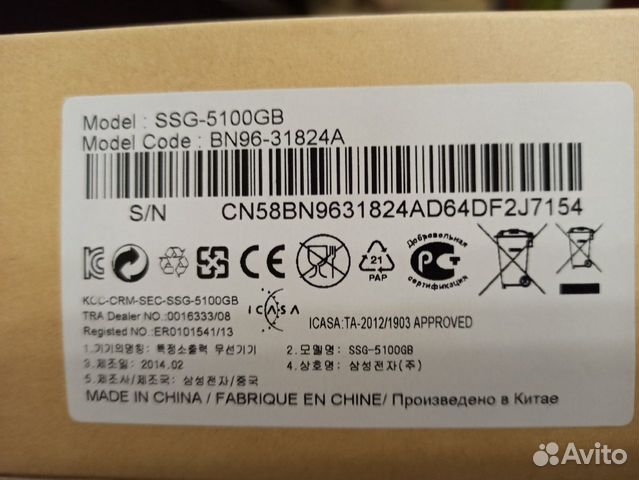 Model : SSG-5100GB
Model Code : BN96-31824A
S/N CN58BN9631824AD64DF2J7154
Добровольная
сертификация
21
PAP
KCC-CRM-SEC-SSG-5100GB
TRA Dealer NO.:0016333/08
Registed NO.:ER0101541/13
ICASA
ICASA:TA-2012/1903 APPROVED
1.기기의명칭: 특정소출력 무선기기 2.모델명: SSG-5100GB
3.제조일: 2014.02 4.상호명: 삼성전자(주)
5.제조사/제조국: 삼성전자/중국
MADE IN CHINA / FABRIQUE EN CHINE/ Произведено в Китае
Avito